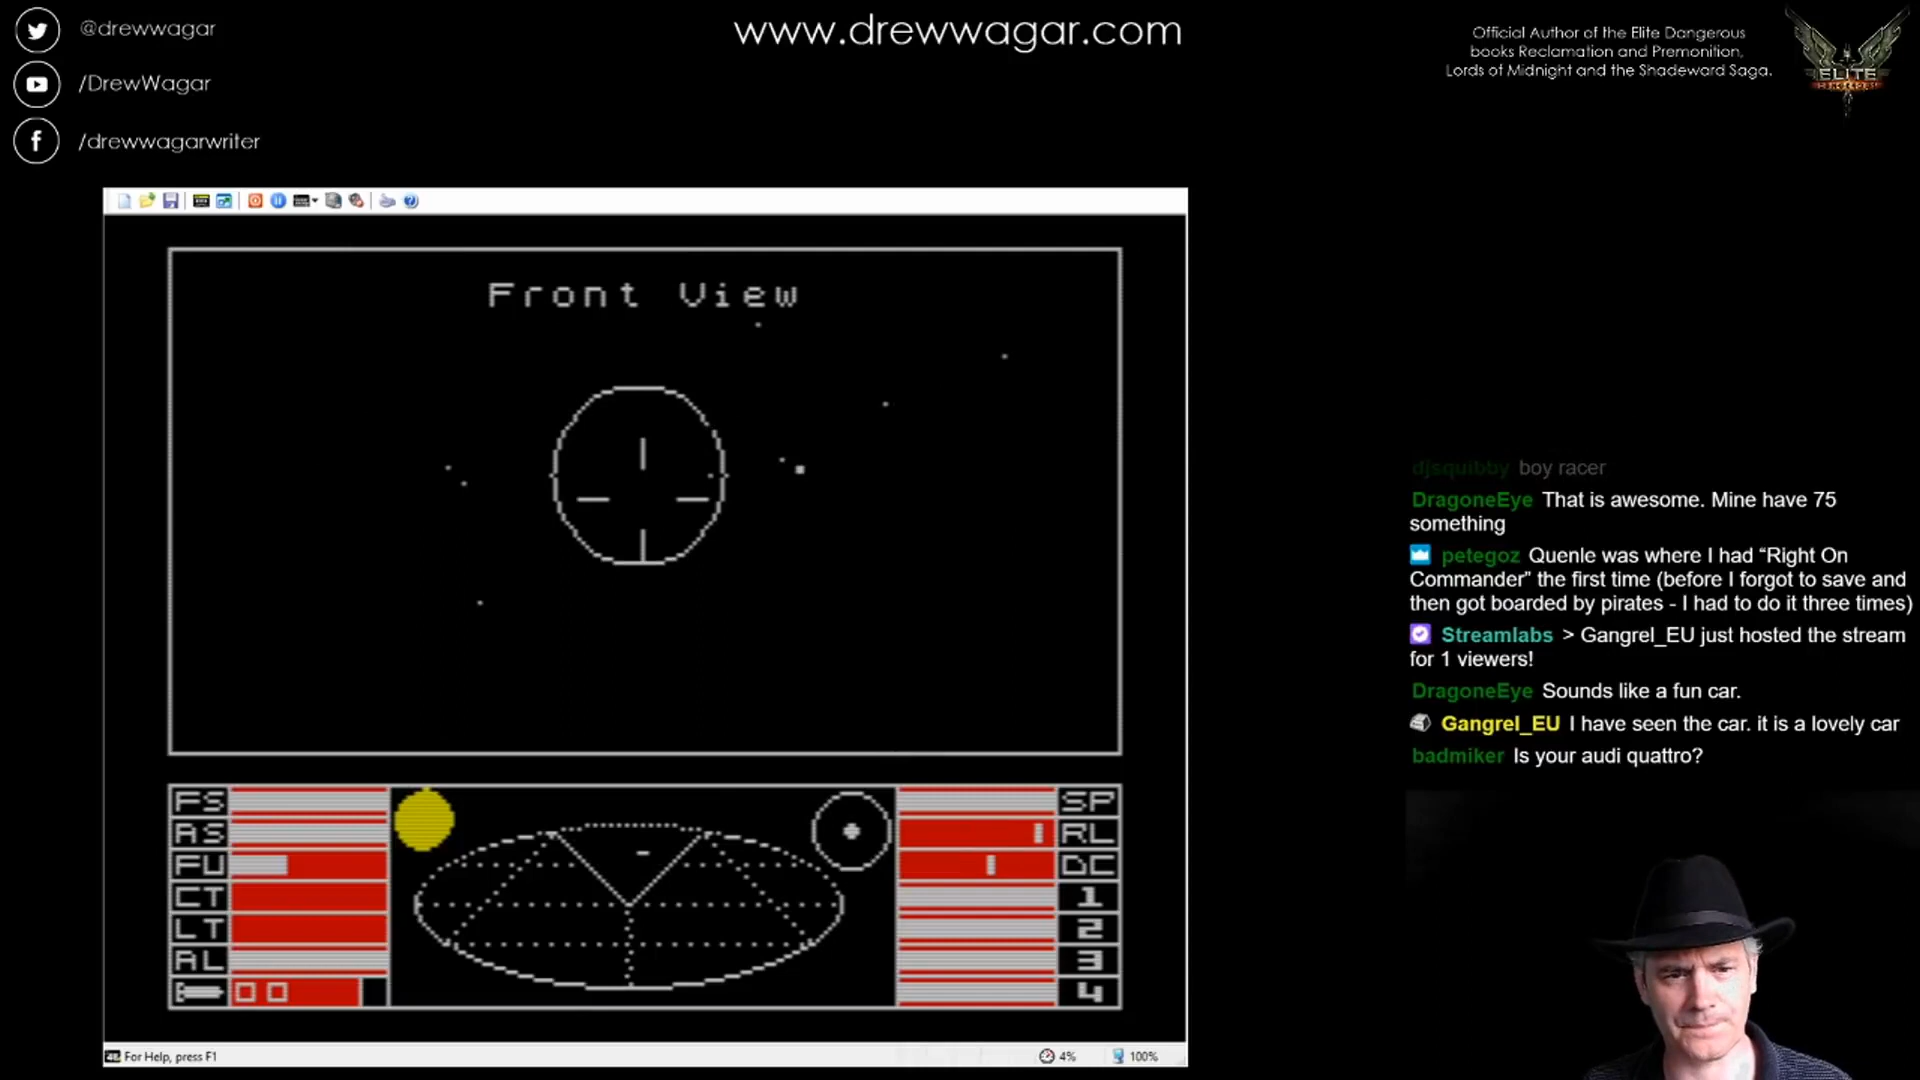 @drewwagar
/DrewWagar
/drewwagarwriter
www.drewwagar.com
Official Author of the Elite Dangerous
books Reclamation and Premonition,
Lords of Midnight and the Shadeward Saga.
ELITE
DANGEROUS
Front View
FS
AS
FU
CT
LT
AL
SP
RL
DC
1
2
3
4
For Help, press F1
4%
100%
djsquibby boy racer
DragoneEye That is awesome. Mine have 75
something
petegoz Quenle was where I had “Right On
Commander” the first time (before I forgot to save and
then got boarded by pirates - I had to do it three times)
Streamlabs > Gangrel_EU just hosted the stream
for 1 viewers!
DragoneEye Sounds like a fun car.
Gangrel_EU I have seen the car. it is a lovely car
badmiker Is your audi quattro?